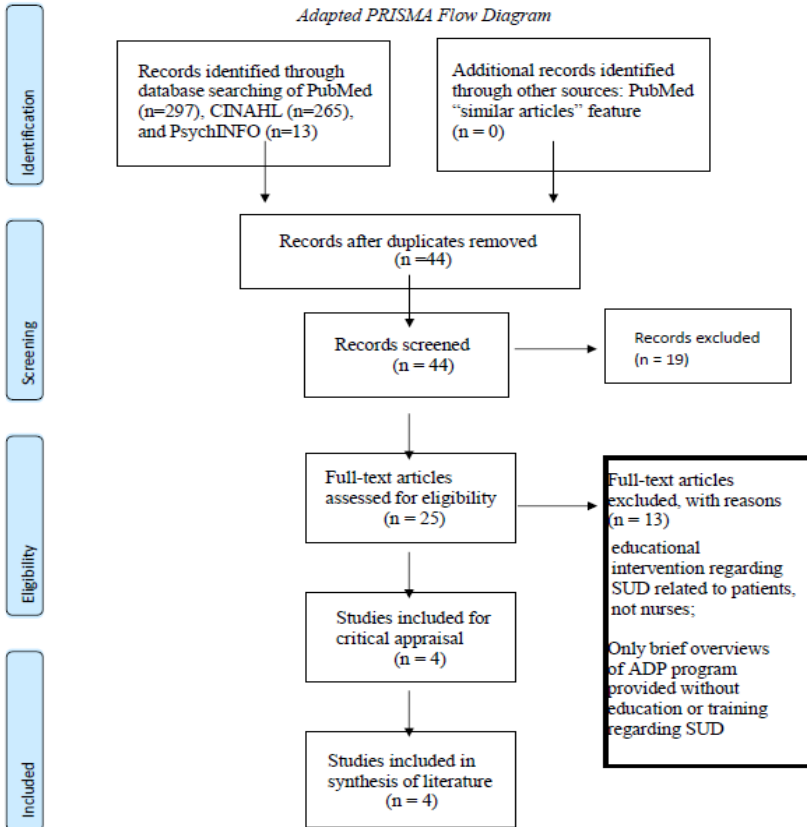 Adapted PRISMA Flow Diagram
Identification
Records identified through
database searching of PubMed
(n=297), CINAHL (n=265),
and PsychINFO (n=13)
Additional records identified
through other sources: PubMed
“similar articles” feature
(n = 0)
Screening
Records after duplicates removed
(n =44)
Records screened
(n = 44)
Records excluded
(n = 19)
Eligibility
Full-text articles
assessed for eligibility
(n = 25)
Full-text articles
excluded, with reasons
(n = 13)
educational
intervention regarding
SUD related to patients,
not nurses;
Only brief overviews
of ADP program
provided without
education or training
regarding SUD
Studies included for
critical appraisal
(n = 4)
Included
Studies included in
synthesis of literature
(n = 4)